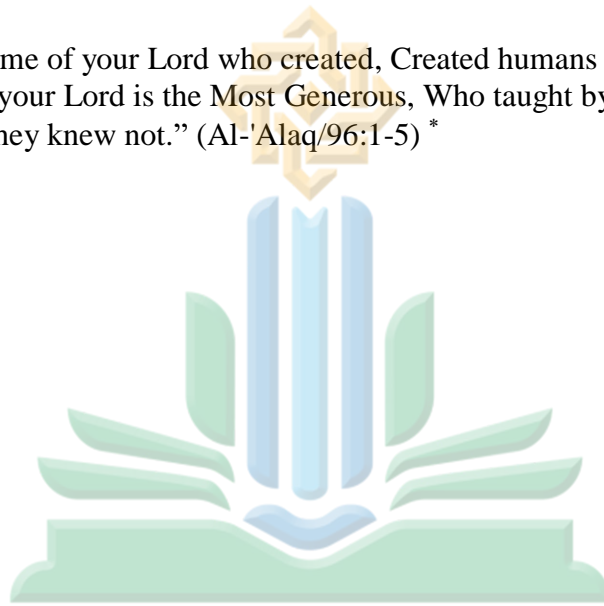 me of your Lord who created, Created humans
your Lord is the Most Generous, Who taught by
hey knew not.” (Al-'Alaq/96:1-5) *